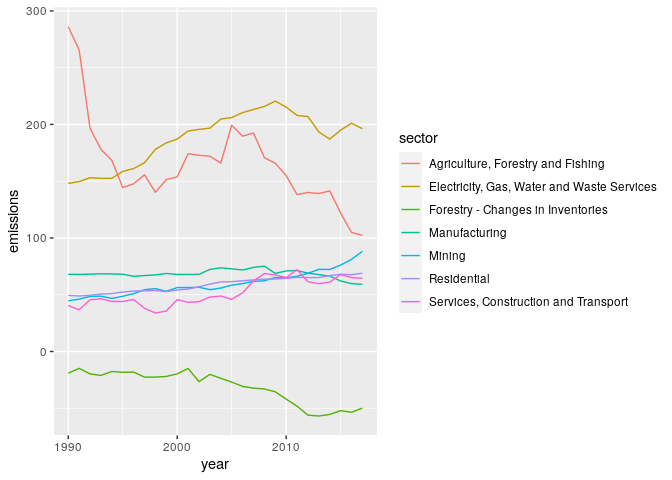 300
200
100
0
emissions
1990
2000
2010
year
sector
Agriculture, Forestry and Fishing
Electricity, Gas, Water and Waste Services
Forestry - Changes in Inventories
Manufacturing
Mining
Residential
Services, Construction and Transport